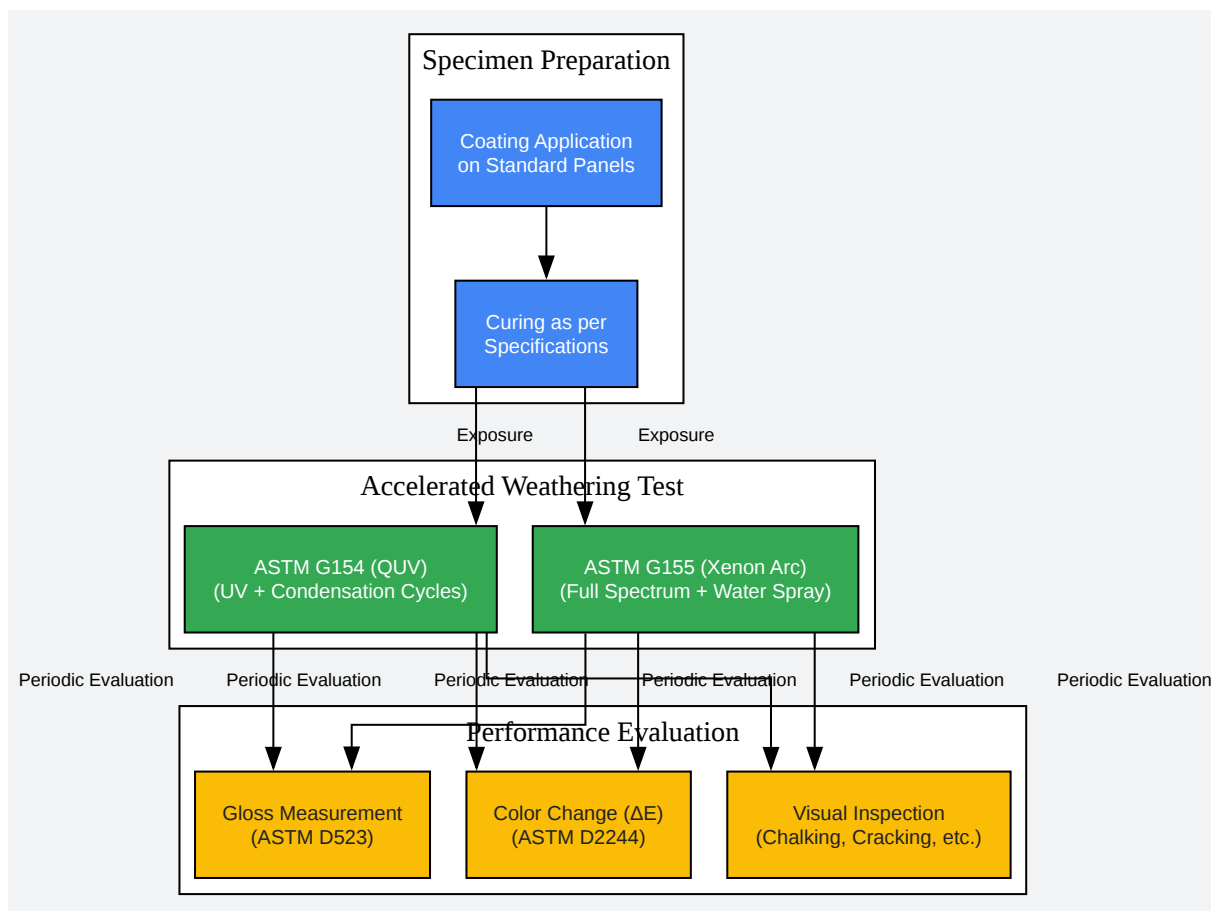 Specimen Preparation
Coating Application
on Standard Panels
Curing as per
Specifications
Exposure
Exposure
Accelerated Weathering Test
ASTM G154 (QUV)
(UV + Condensation Cycles)
ASTM G155 (Xenon Arc)
(Full Spectrum + Water Spray)
Periodic Evaluation
Periodic Evaluation
Periodic Evaluation
Periodic Evaluation
Periodic Evaluation
Periodic Evaluation
Performance Evaluation
Gloss Measurement
(ASTM D523)
Color Change (ΔE)
(ASTM D2244)
Visual Inspection
(Chalking, Cracking, etc.)